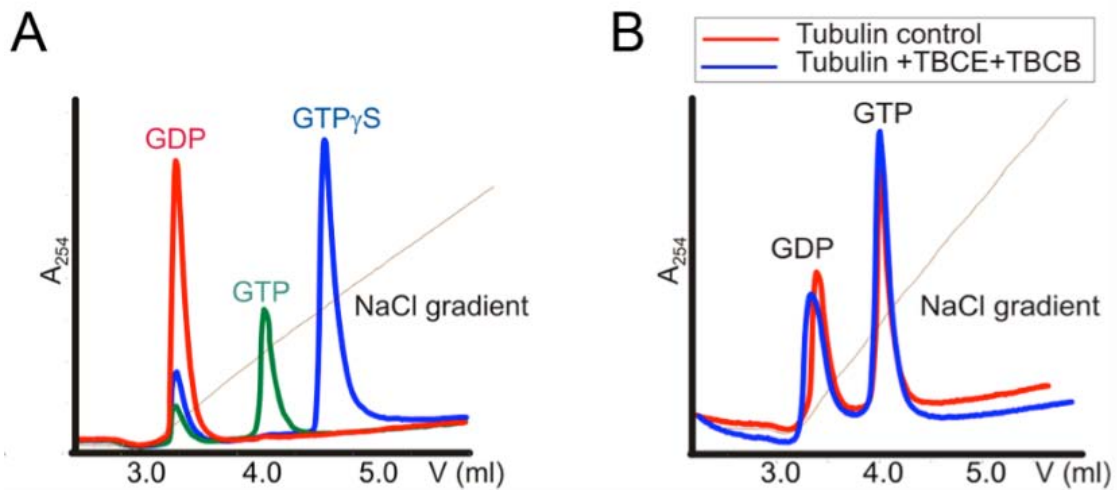 A
GDP
GTPγS
GTP
NaCl gradient
A254
3.0 4.0 5.0 V (ml)
B
Tubulin control
Tubulin +TBCE+TBCB
GTP
GDP
NaCl gradient
A254
3.0 4.0 5.0 V (ml)